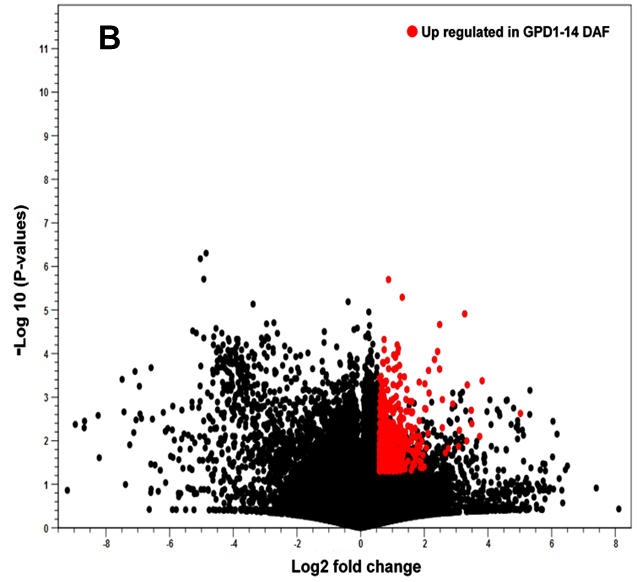 B
Up regulated in GPD1-14 DAF
11
10
9
8
7
6
5
4
3
2
1
0
-Log 10 (P-values)
-8 -6 -4 -2 0 2 4 6 8
Log2 fold change